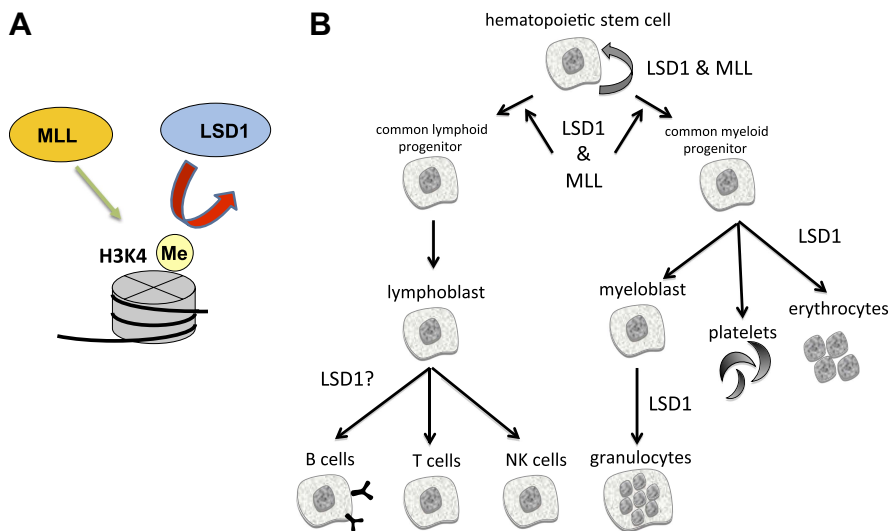 A
MLL
LSD1
H3K4
Me
B
hematopoietic stem cell
LSD1 & MLL
common lymphoid
progenitor
LSD1
&
MLL
common myeloid
progenitor
LSD1
lymphoblast
myeloblast
platelets
erythrocytes
LSD1?
LSD1
B cells
T cells
NK cells
granulocytes